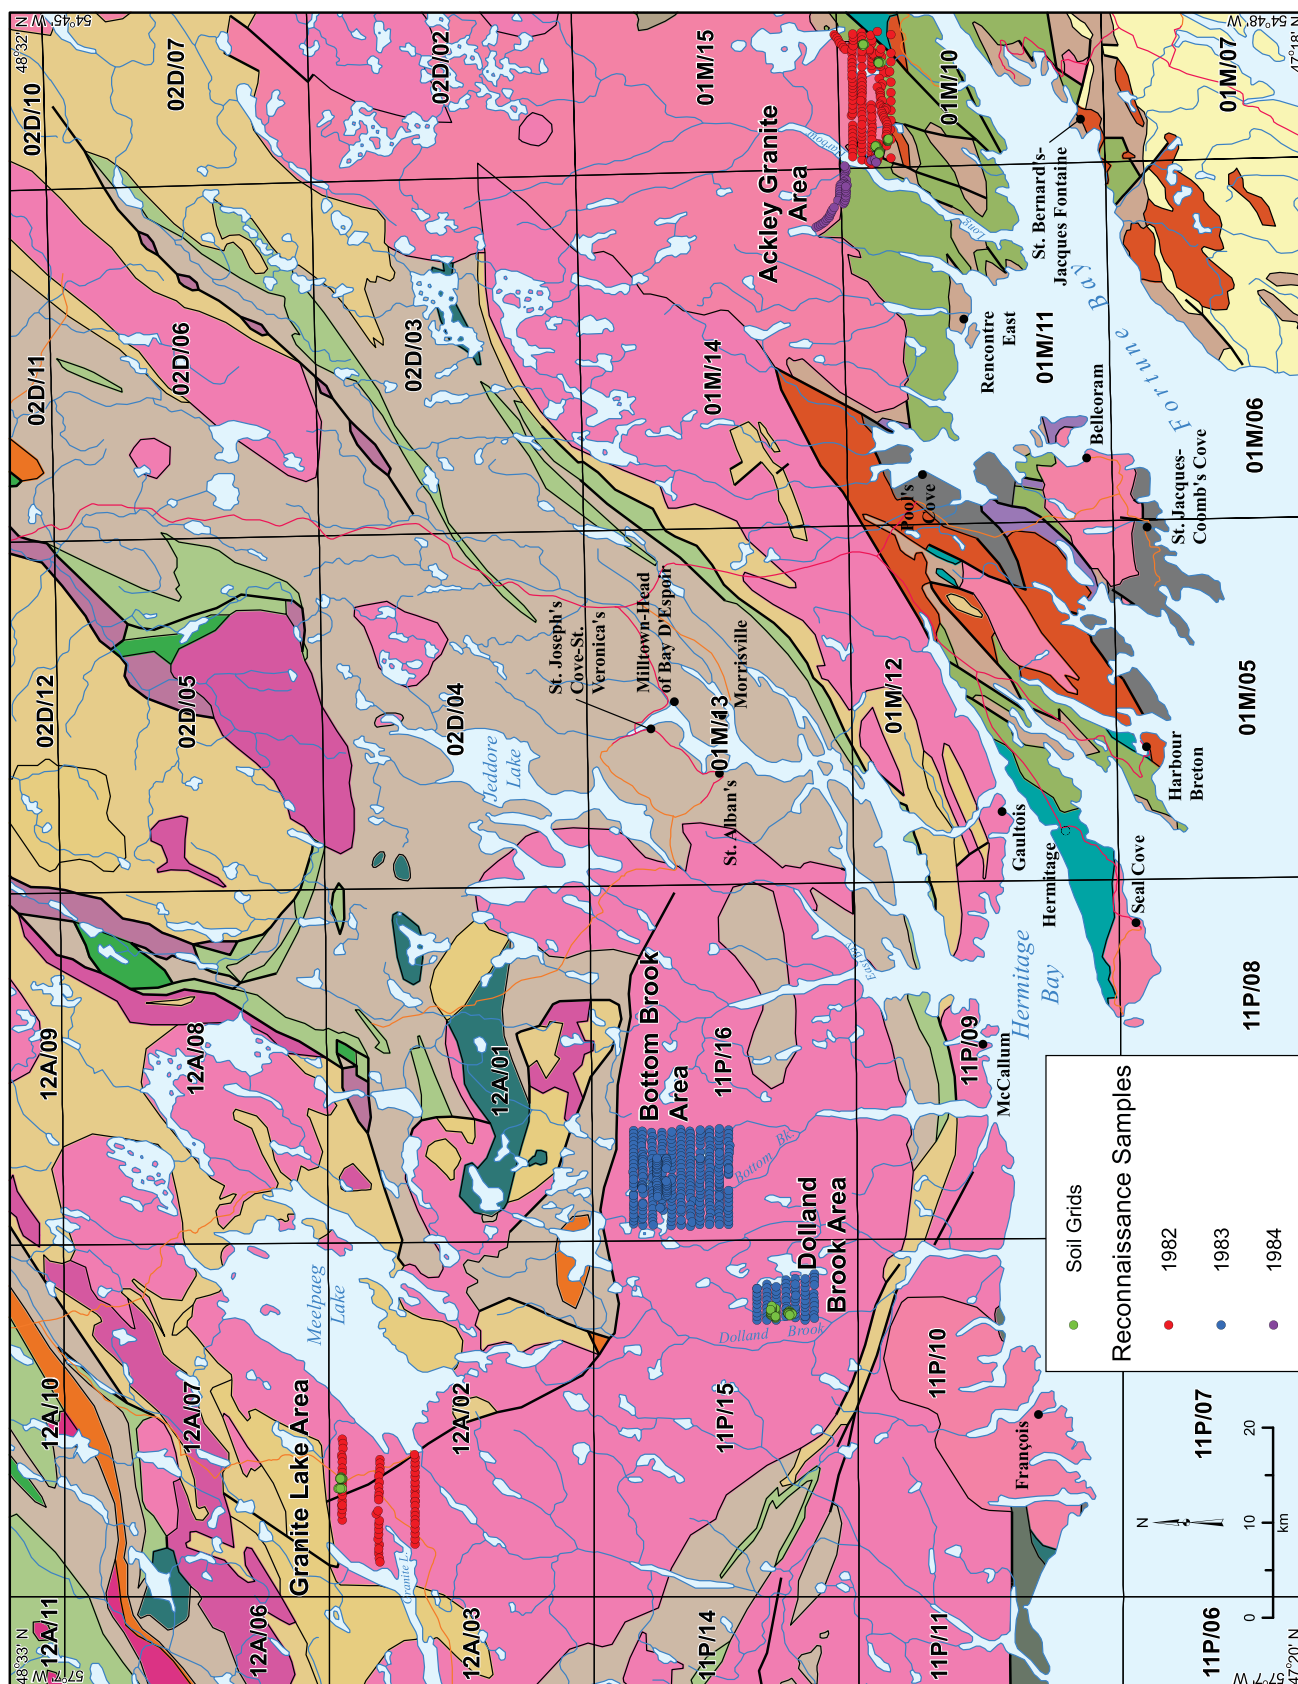 48°33' N
57°7' W
48°32' N
54°45' W
12A/11
12A/10
12A/09
02D/12
02D/11
02D/10
12A/06
12A/07
12A/08
02D/05
02D/06
02D/07
Granite Lake Area
Meelpaeg
Lake
12A/03
12A/02
12A/01
02D/04
02D/03
02D/02
Granite L.
Jeddore
Lake
St. Joseph's
Cove-St.
Veronica's
Milltown-Head
of Bay D'Espoir
Morrisville
St. Alban's
Bottom Brook
Area
11P/14
11P/15
11P/16
01M/13
01M/14
01M/15
Dolland
Brook
Bottom Bk.
Dolland
Brook Area
Ackley Granite
Area
East Bay
Harbour
Long
11P/11
11P/10
11P/09
01M/12
01M/11
01M/10
François
McCallum
Hermitage
Bay
Gaultois
Hermitage
Seal Cove
Harbour
Breton
Pool's
Cove
Rencontre
East
Belleoram
St. Jacques-
Coomb's Cove
St. Bernard's-
Jacques Fontaine
Fortune Bay
11P/06
11P/07
11P/08
01M/05
01M/06
01M/07
Soil Grids
Reconnaissance Samples
1982
1983
1984
N
0 10 20
km
47°20' N
57°7' W
47°18' N
54°48' W